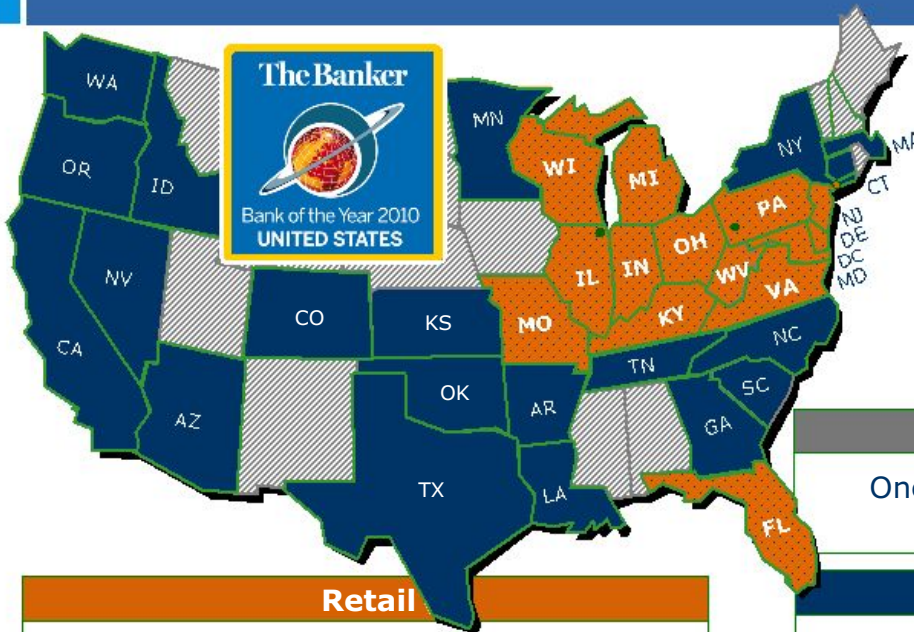 The Banker
Bank of the Year 2010
UNITED STATES
WA
OR
ID
NV
CA
AZ
CO
KS
OK
TX
MN
WI
MI
IL
IN
OH
MO
KY
WV
VA
PA
NY
MA
CT
NJ
DE
DC
MD
TN
NC
SC
GA
AR
LA
FL
Retail